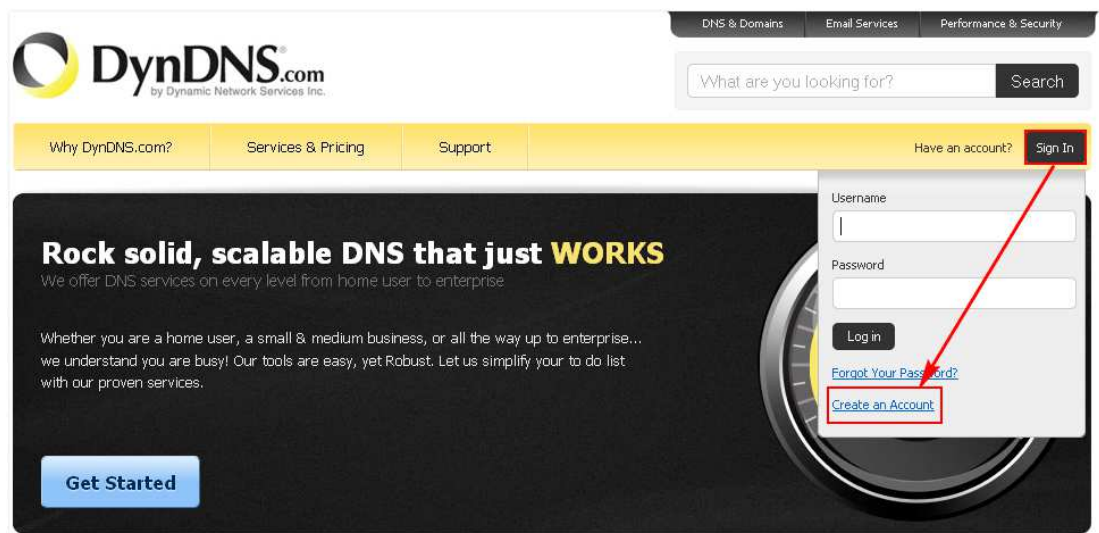 DNS & Domains Email Services Performance & Security
DynDNS.com
by Dynamic Network Services Inc.
What are you looking for? Search
Why DynDNS.com? Services & Pricing Support Have an account? Sign In
Username
Password
Log in
Forgot Your Password?
Create an Account
Rock solid, scalable DNS that just WORKS
We offer DNS services on every level from home user to enterprise
Whether you are a home user, a small & medium business, or all the way up to enterprise...
we understand you are busy! Our tools are easy, yet Robust. Let us simplify your to do list
with our proven services.
Get Started